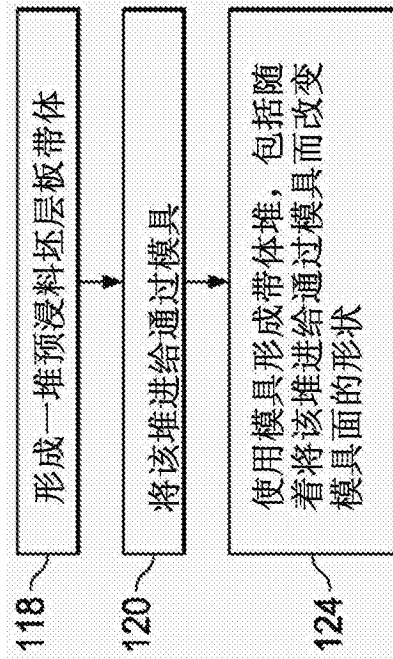 形成一堆预浸料坯层板带体
118
将该堆进给通过模具
120
使用模具形成带体堆，包括随
着将该堆进给通过模具而改变
模具面的形状
124